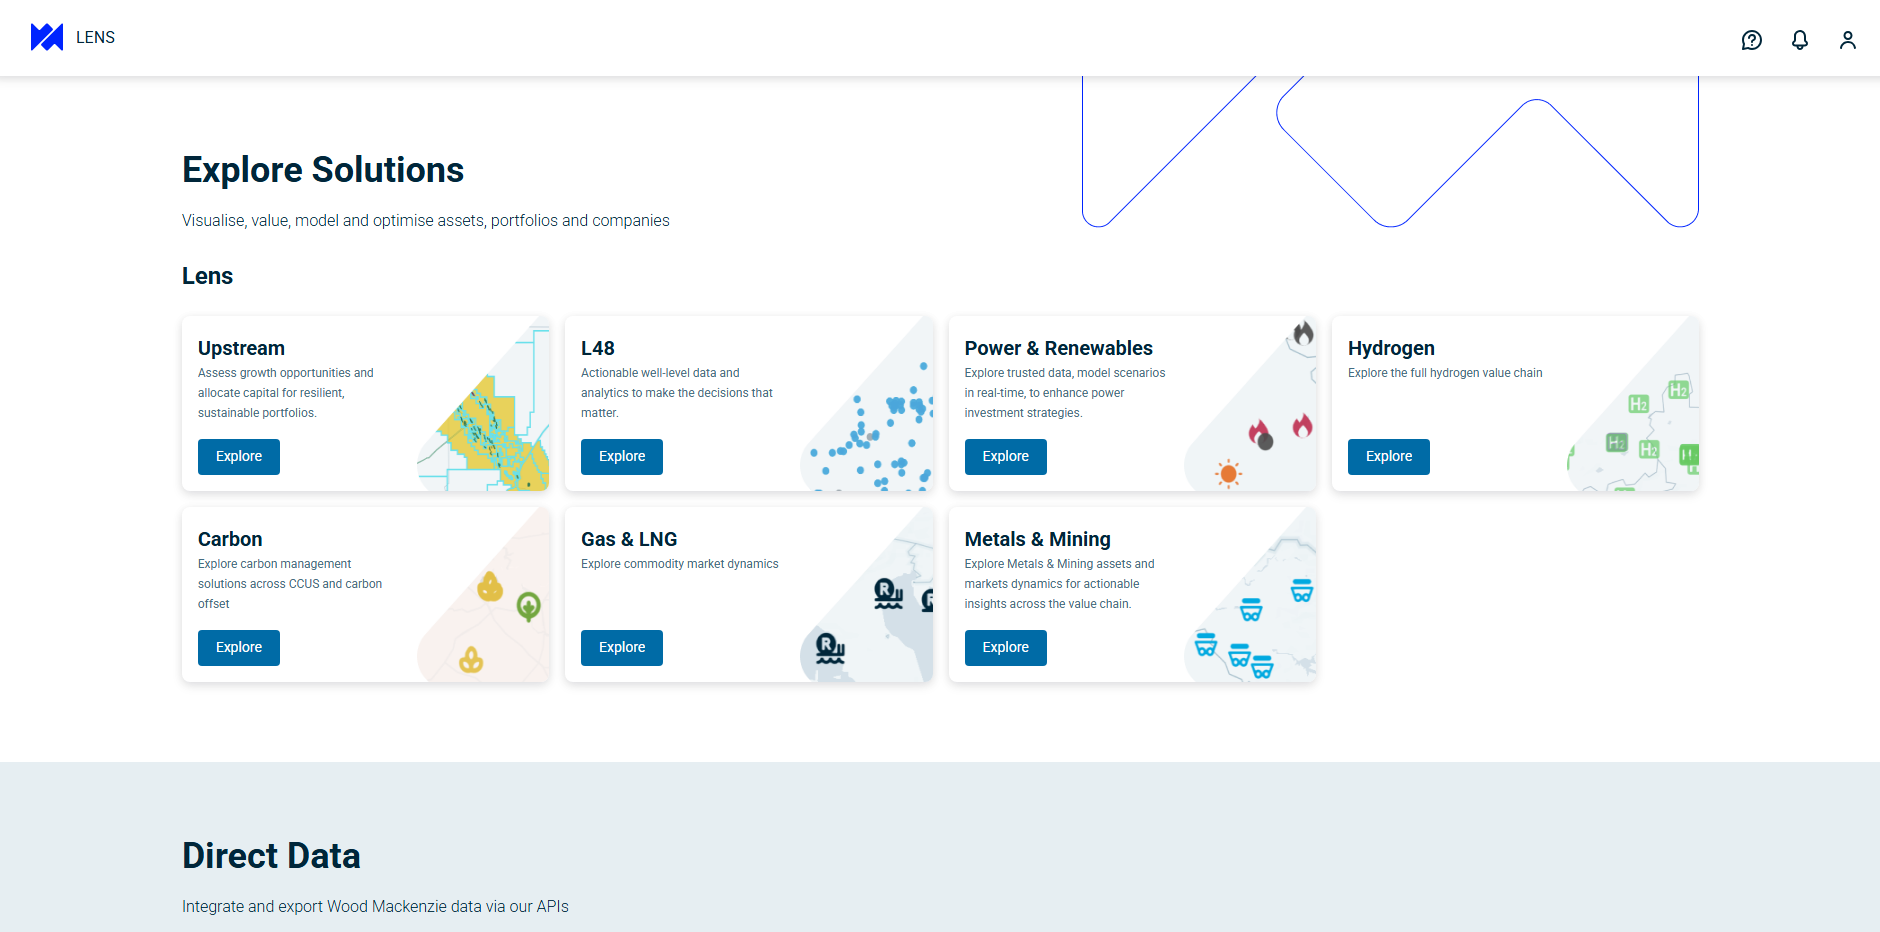 LENS
Explore Solutions
Visualise, value, model and optimise assets, portfolios and companies
Lens
Upstream
Assess growth opportunities and
allocate capital for resilient,
sustainable portfolios.
Explore
L48
Actionable well-level data and
analytics to make the decisions that
matter.
Explore
Power & Renewables
Explore trusted data, model scenarios
in real-time, to enhance power
investment strategies.
Explore
Hydrogen
Explore the full hydrogen value chain
Explore
H2
H2
H2
H2
Carbon
Explore carbon management
solutions across CCUS and carbon
offset
Explore
Gas & LNG
Explore commodity market dynamics
Explore
R
R
R
Metals & Mining
Explore Metals & Mining assets and
markets dynamics for actionable
insights across the value chain.
Explore
Direct Data
Integrate and export Wood Mackenzie data via our APIs